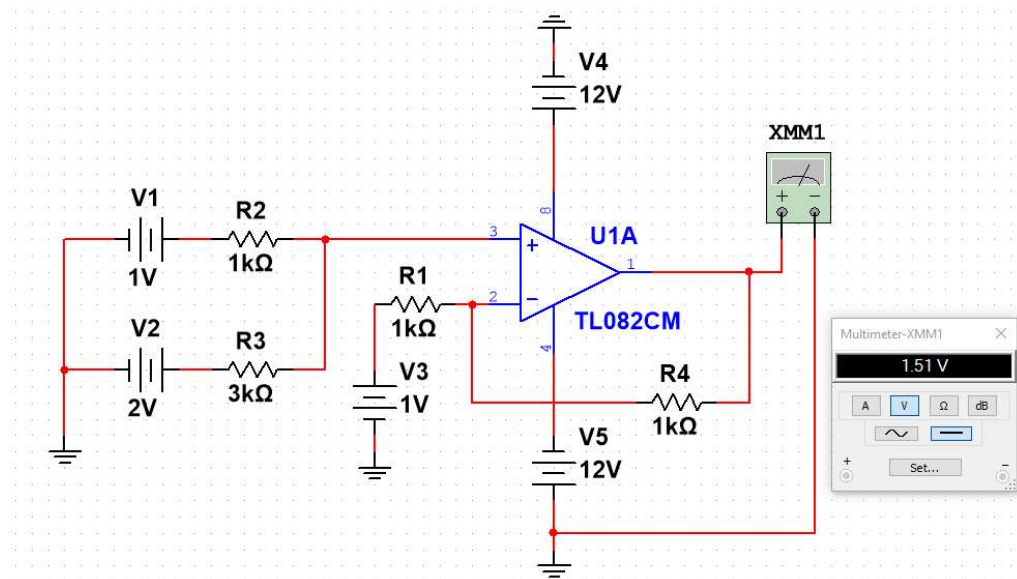 V4
12V
XMM1
+
−
V1
1V
R2
1kΩ
3
+
8
U1A
1
2
−
TL082CM
4
R1
1kΩ
V2
2V
R3
3kΩ
V3
1V
R4
1kΩ
V5
12V
Multimeter-XMM1
1.51 V
A V Ω dB
+
Set...
−